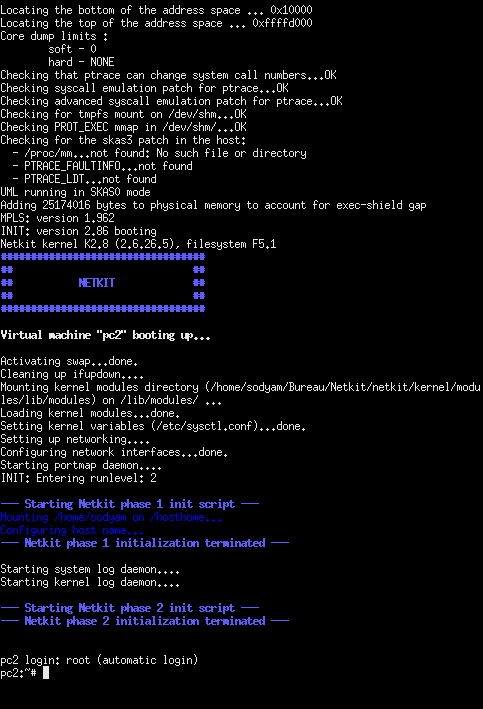 Locating the bottom of the address space ... 0x10000
Locating the top of the address space ... 0xffffd000
Core dump limits :
        soft - 0
        hard - NONE
Checking that ptrace can change system call numbers...OK
Checking syscall emulation patch for ptrace...OK
Checking advanced syscall emulation patch for ptrace...OK
Checking for tmpfs mount on /dev/shm...OK
Checking PROT_EXEC mmap in /dev/shm/...OK
Checking for the skas3 patch in the host:
  - /proc/mm...not found: No such file or directory
  - PTRACE_FAULTINFO...not found
  - PTRACE_LDT...not found
UML running in SKAS0 mode
Adding 25174016 bytes to physical memory to account for exec-shield gap
MPLS: version 1.962
INIT: version 2.86 booting
Netkit kernel K2.8 (2.6.26.5), filesystem F5.1
##################################
##                              ##
##           NETKIT             ##
##                              ##
##################################
Virtual machine "pc2" booting up...
Activating swap...done.
Cleaning up ifupdown....
Mounting kernel modules directory (/home/sodyam/Bureau/Netkit/netkit/kernel/modu
les/lib/modules) on /lib/modules/ ...
Loading kernel modules...done.
Setting kernel variables (/etc/sysctl.conf)...done.
Setting up networking....
Configuring network interfaces...done.
Starting portmap daemon....
INIT: Entering runlevel: 2
--- Starting Netkit phase 1 init script ---
Mounting /home/sodyam on /hosthome...
Configuring host name...
--- Netkit phase 1 initialization terminated ---
Starting system log daemon....
Starting kernel log daemon....
--- Starting Netkit phase 2 init script ---
--- Netkit phase 2 initialization terminated ---
pc2 login: root (automatic login)
pc2:~#